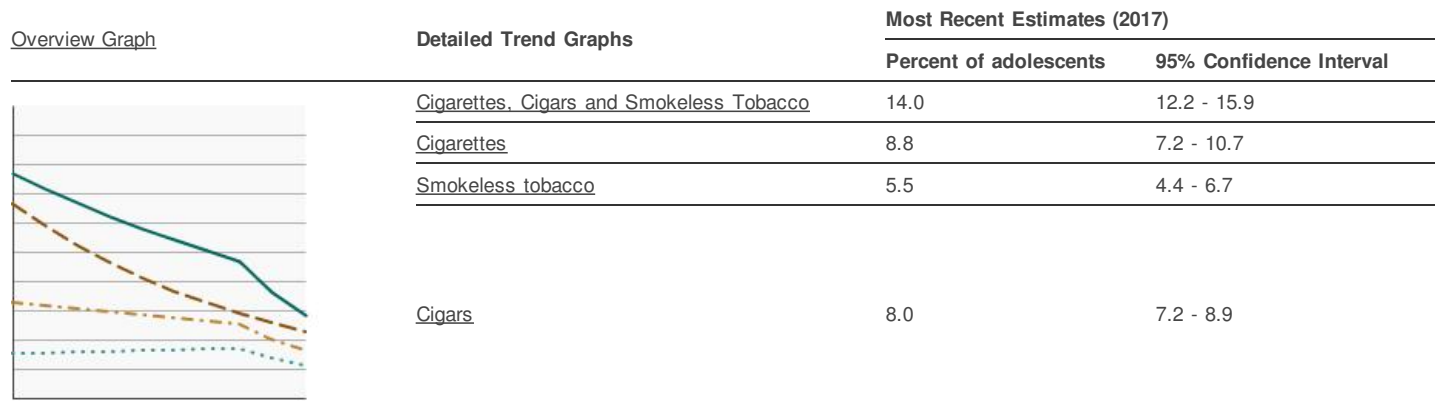 Most Recent Estimates (2017)
Overview Graph Detailed Trend Graphs
Percent of adolescents 95% Confidence Interval
Cigarettes, Cigars and Smokeless Tobacco 14.0 12.2 - 15.9
Cigarettes 8.8 7.2 - 10.7
Smokeless tobacco 5.5 4.4 - 6.7
Cigars 8.0 7.2 - 8.9